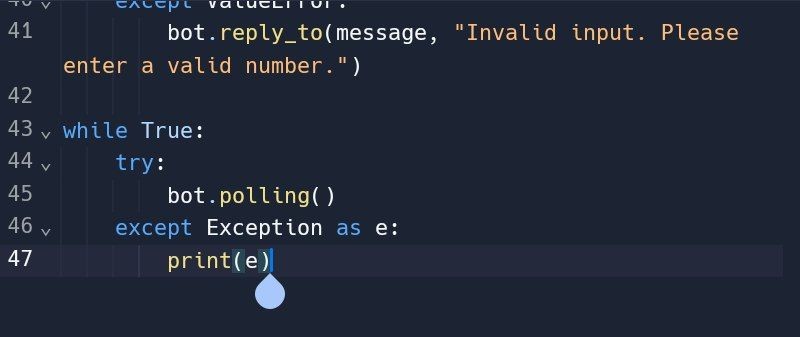 40 except ValueError:
41 bot.reply_to(message, "Invalid input. Please
enter a valid number.")
42
43 while True:
44 try:
45 bot.polling()
46 except Exception as e:
47 print(e)